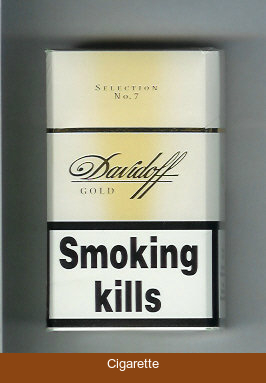 SELECTION
No.7
Davidoff
GOLD
Smoking
kills
Cigarette